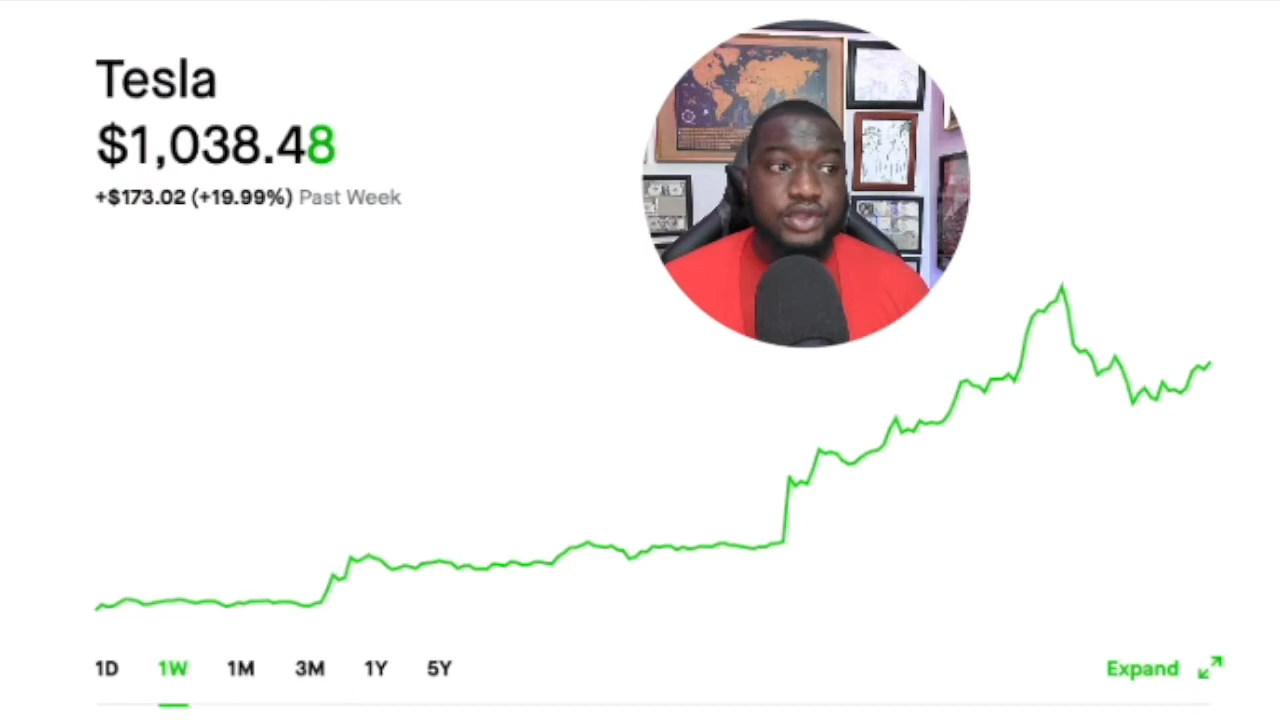 Tesla
$1,038.48
+$173.02 (+19.99%) Past Week
1D 1W 1M 3M 1Y 5Y
Expand